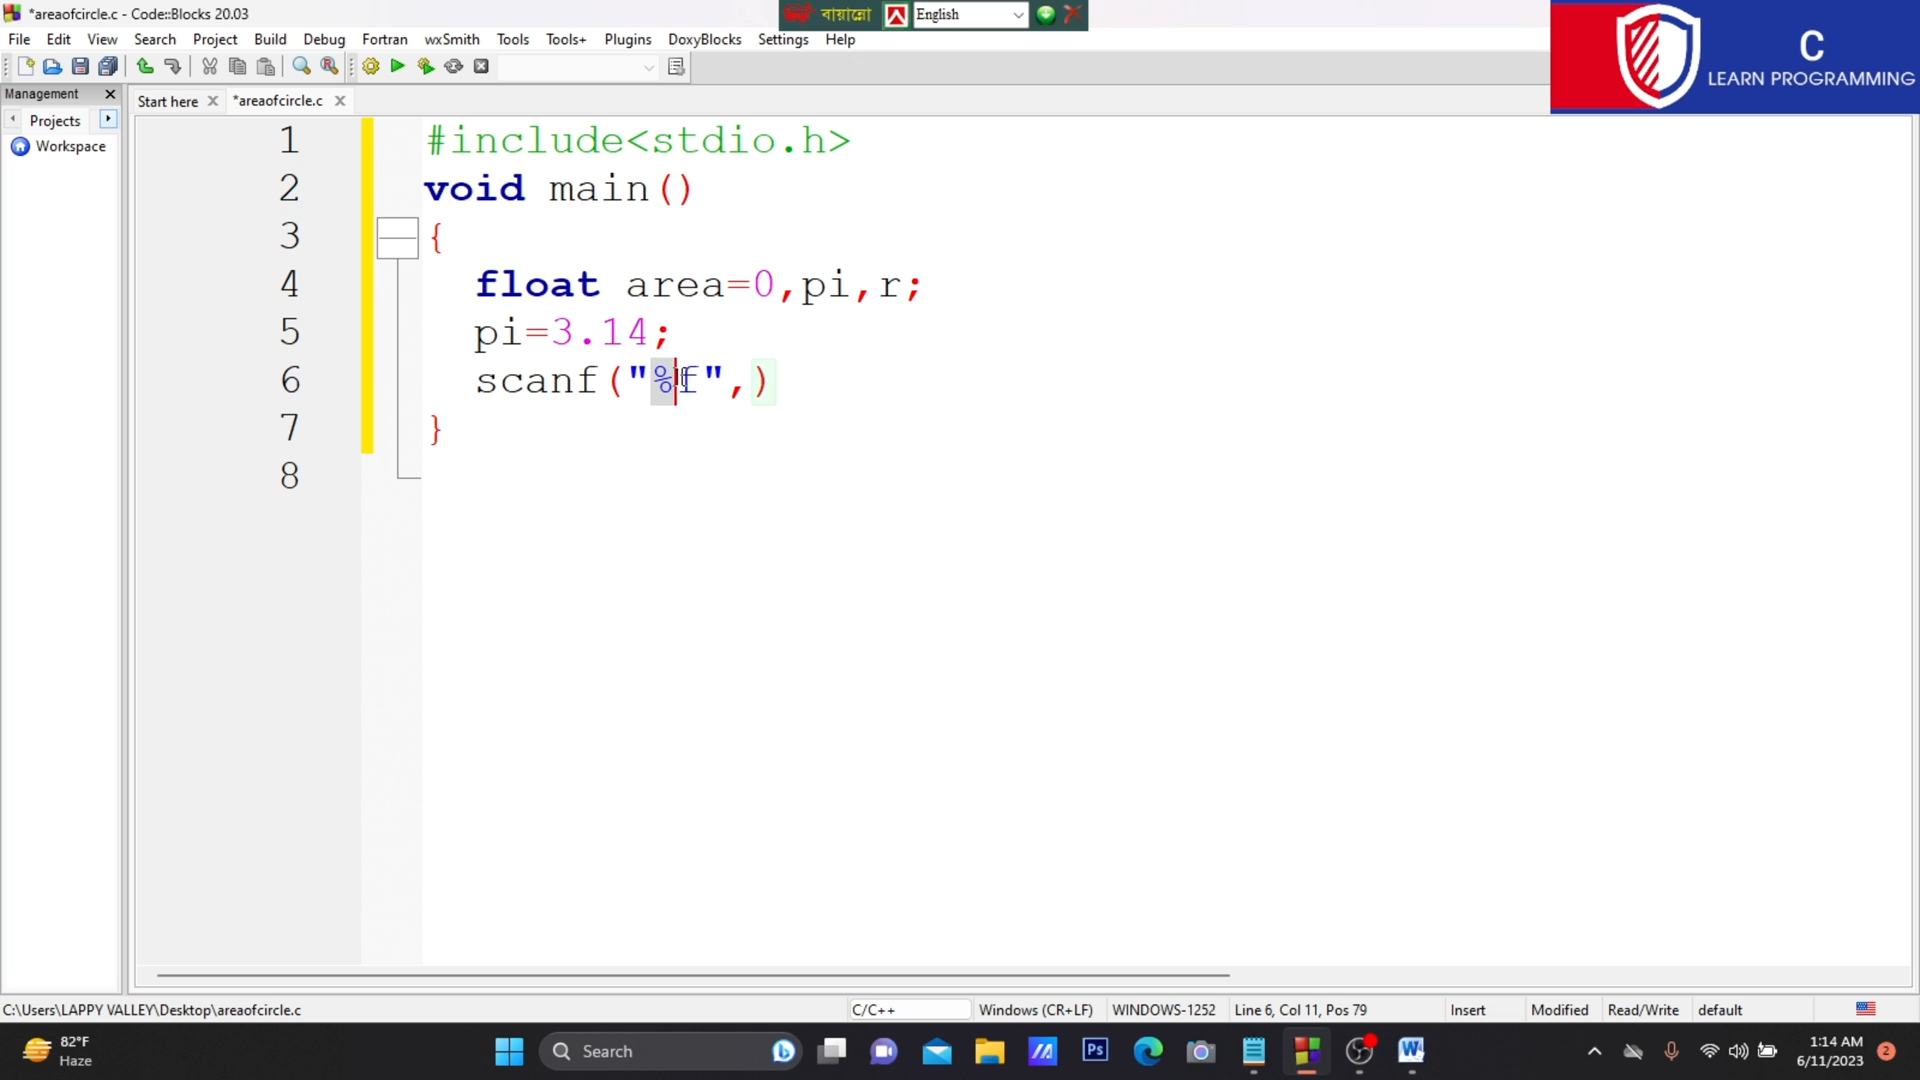 *areaofcircle.c - Code::Blocks 20.03
বায়ান্নো English
File Edit View Search Project Build Debug Fortran wxSmith Tools Tools+ Plugins DoxyBlocks Settings Help
C
LEARN PROGRAMMING
Management
Start here *areaofcircle.c
Projects
Workspace
1 #include<stdio.h>
2 void main()
3 {
4 float area=0,pi,r;
5 pi=3.14;
6 scanf("%f",)
7 }
8
C:\Users\LAPPY VALLEY\Desktop\areaofcircle.c C/C++ Windows (CR+LF) WINDOWS-1252 Line 6, Col 11, Pos 79 Insert Modified Read/Write default
82°F
Haze
Search
Ps
W
1:14 AM
6/11/2023
2